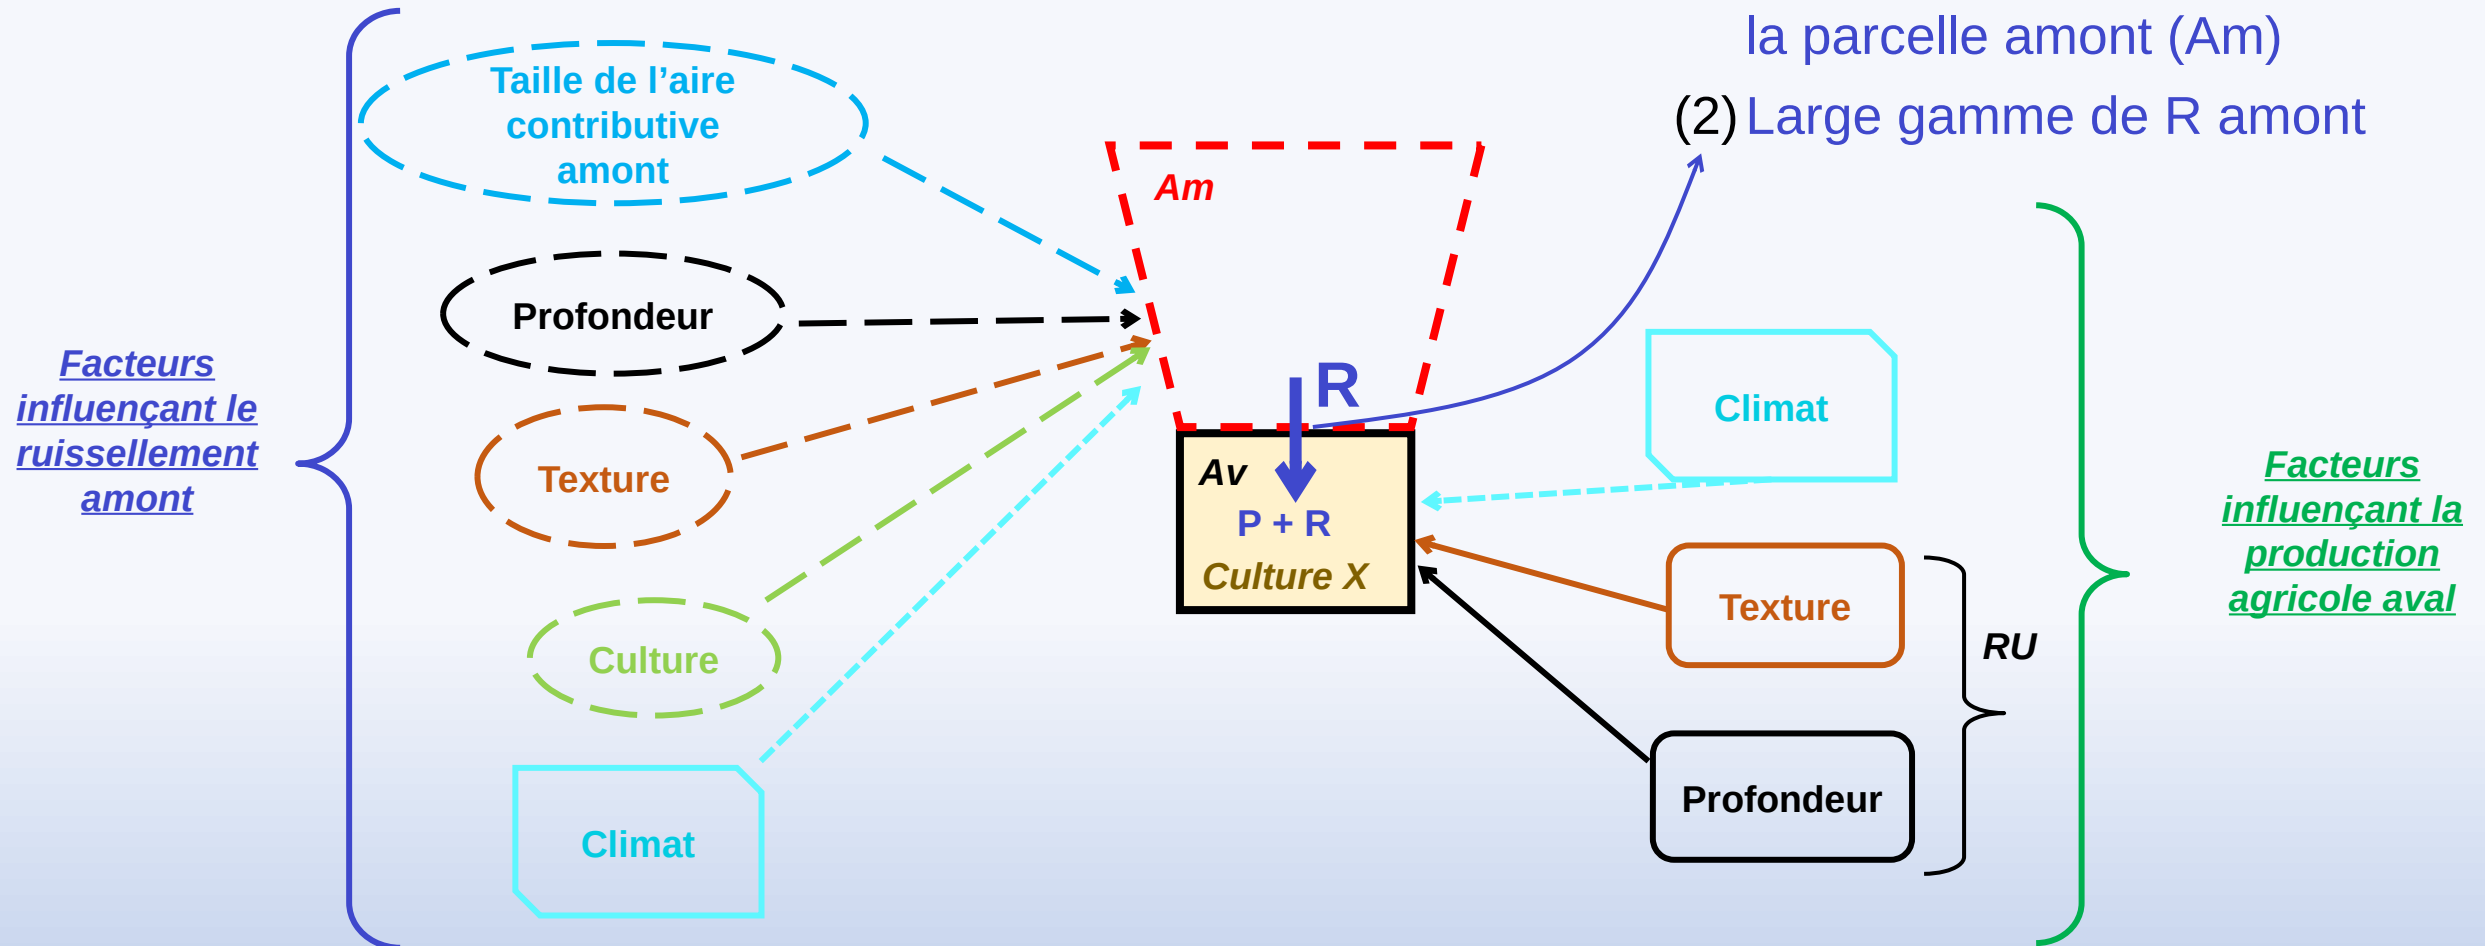 la parcelle amont (Am)
(2) Large gamme de R amont
Facteurs
influençant le
ruissellement
amont
Taille de l’aire
contributive
amont
Profondeur
Texture
Culture
Climat
Am
R
Av
P + R
Culture X
Climat
Texture
Profondeur
RU
Facteurs
influençant la
production
agricole aval